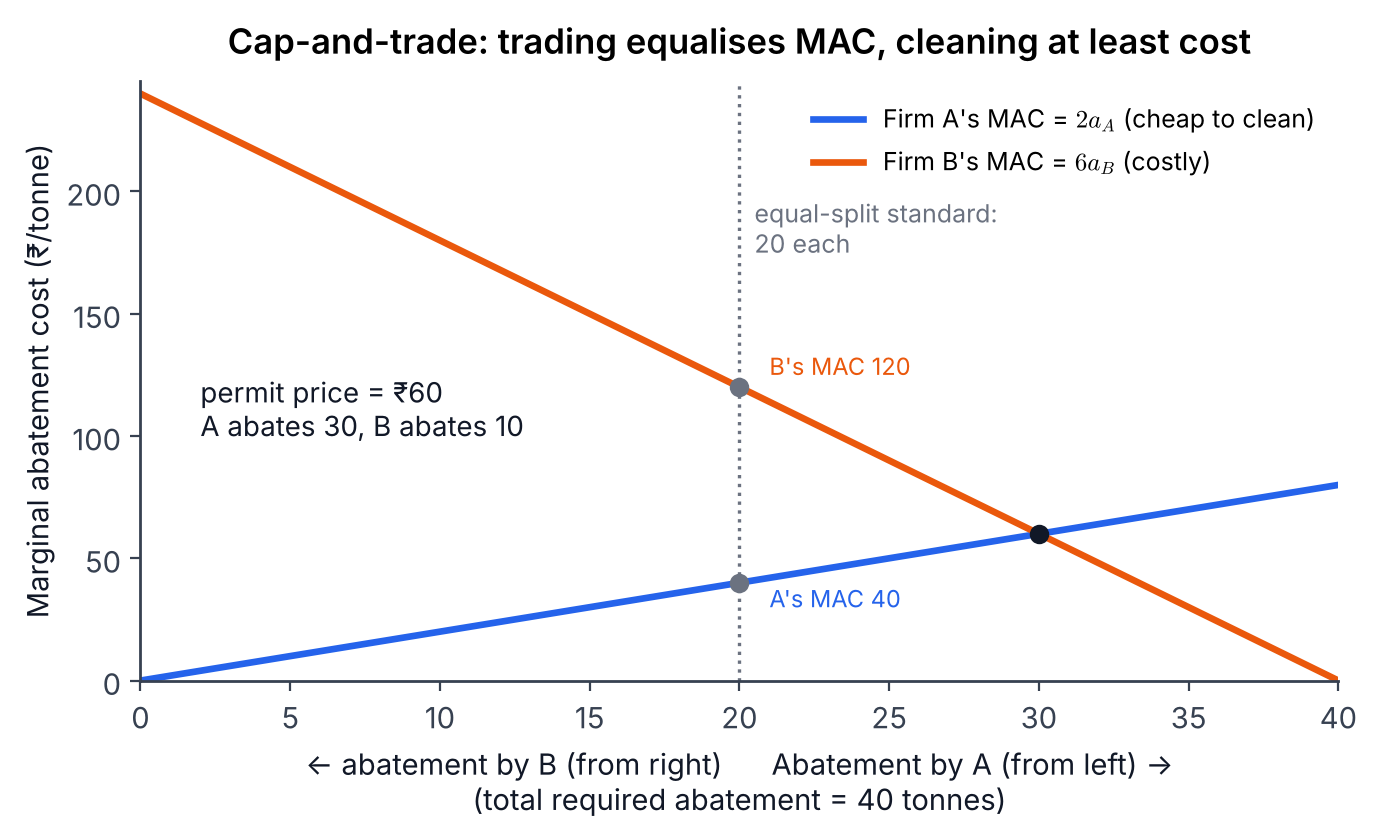 Cap-and-trade: trading equalises MAC, cleaning at least cost
Firm A's MAC = 2a_A (cheap to clean)
Firm B's MAC = 6a_B (costly)
equal-split standard:
20 each
B's MAC 120
permit price = ₹60
A abates 30, B abates 10
A's MAC 40
Marginal abatement cost (₹/tonne)
200
150
100
50
0
0 5 10 15 20 25 30 35 40
← abatement by B (from right) Abatement by A (from left) →
(total required abatement = 40 tonnes)